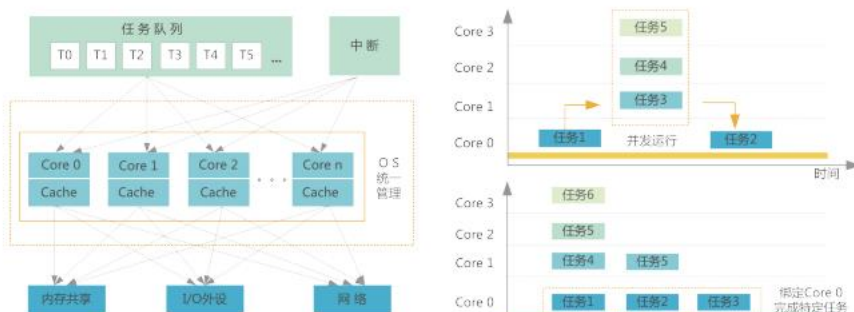 任务队列
T0 T1 T2 T3 T4 T5 ...
中断
Core 0 Core 1 Core 2 Core n
Cache Cache Cache Cache
OS
统一
管理
内存共享 I/O外设 网络
Core 3 任务5
Core 2 任务4
Core 1 任务3
Core 0 任务1 并发运行 任务2
时间
Core 3 任务6
Core 2 任务5
Core 1 任务4 任务5
Core 0 任务1 任务2 任务3
绑定Core 0
完成特定任务